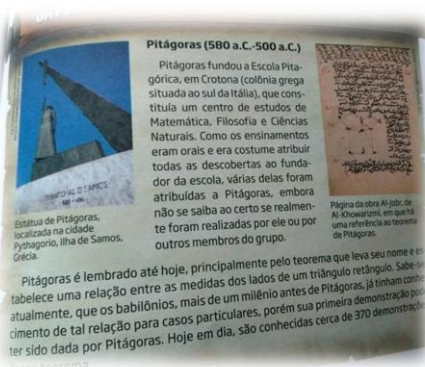 Pitágoras (580 a.C.-500 a.C.)
Pitágoras fundou a Escola Pita-
górica, em Crotona (colônia grega
situada ao sul da Itália), que cons-
tituía um centro de estudos de
Matemática, Filosofia e Ciências
Naturais. Como os ensinamentos
eram orais e era costume atribuir
todas as descobertas ao funda-
dor da escola, várias delas foram
atribuídas a Pitágoras, embora
não se saiba ao certo se realmen-
te foram realizadas por ele ou por
outros membros do grupo.
Estátua de Pitágoras,
localizada na cidade
Pythagorio, Ilha de Samos,
Grécia.
Página da obra Al-Jabr, de
Al-Khowarizmi, em que há
uma referência ao teorema
de Pitágoras.
Pitágoras é lembrado até hoje, principalmente pelo teorema que leva seu nome e es
tabelece uma relação entre as medidas dos lados de um triângulo retângulo. Sabe-se
atualmente, que os babilônios, mais de um milênio antes de Pitágoras, já tinham conhe
cimento de tal relação para casos particulares, porém sua primeira demonstração pod
ter sido dada por Pitágoras. Hoje em dia, são conhecidas cerca de 370 demonstraçõe
teorema